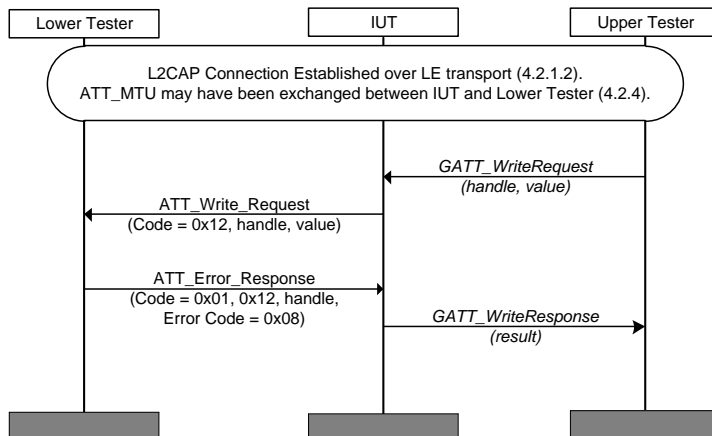 Lower Tester
IUT
Upper Tester
L2CAP Connection Established over LE transport (4.2.1.2).
ATT_MTU may have been exchanged between IUT and Lower Tester (4.2.4).
GATT_WriteRequest
(handle, value)
ATT_Write_Request
(Code = 0x12, handle, value)
ATT_Error_Response
(Code = 0x01, 0x12, handle,
Error Code = 0x08)
GATT_WriteResponse
(result)